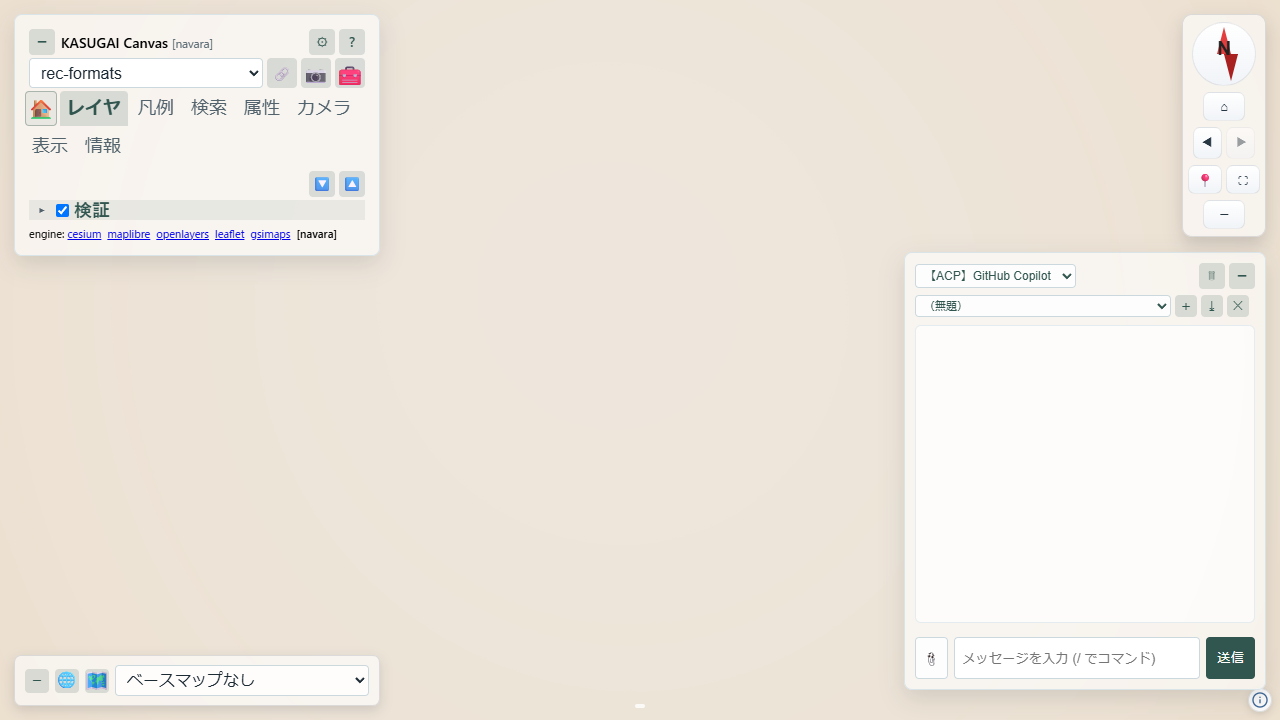 − KASUGAI Canvas [navara] ?
rec-formats
レイヤ 凡例 検索 属性 カメラ
表示 情報
検証
engine: cesium maplibre openlayers leaflet gsimaps [navara]
N
【ACP】GitHub Copilot
（無題）
メッセージを入力 (/ でコマンド) 送信
ベースマップなし